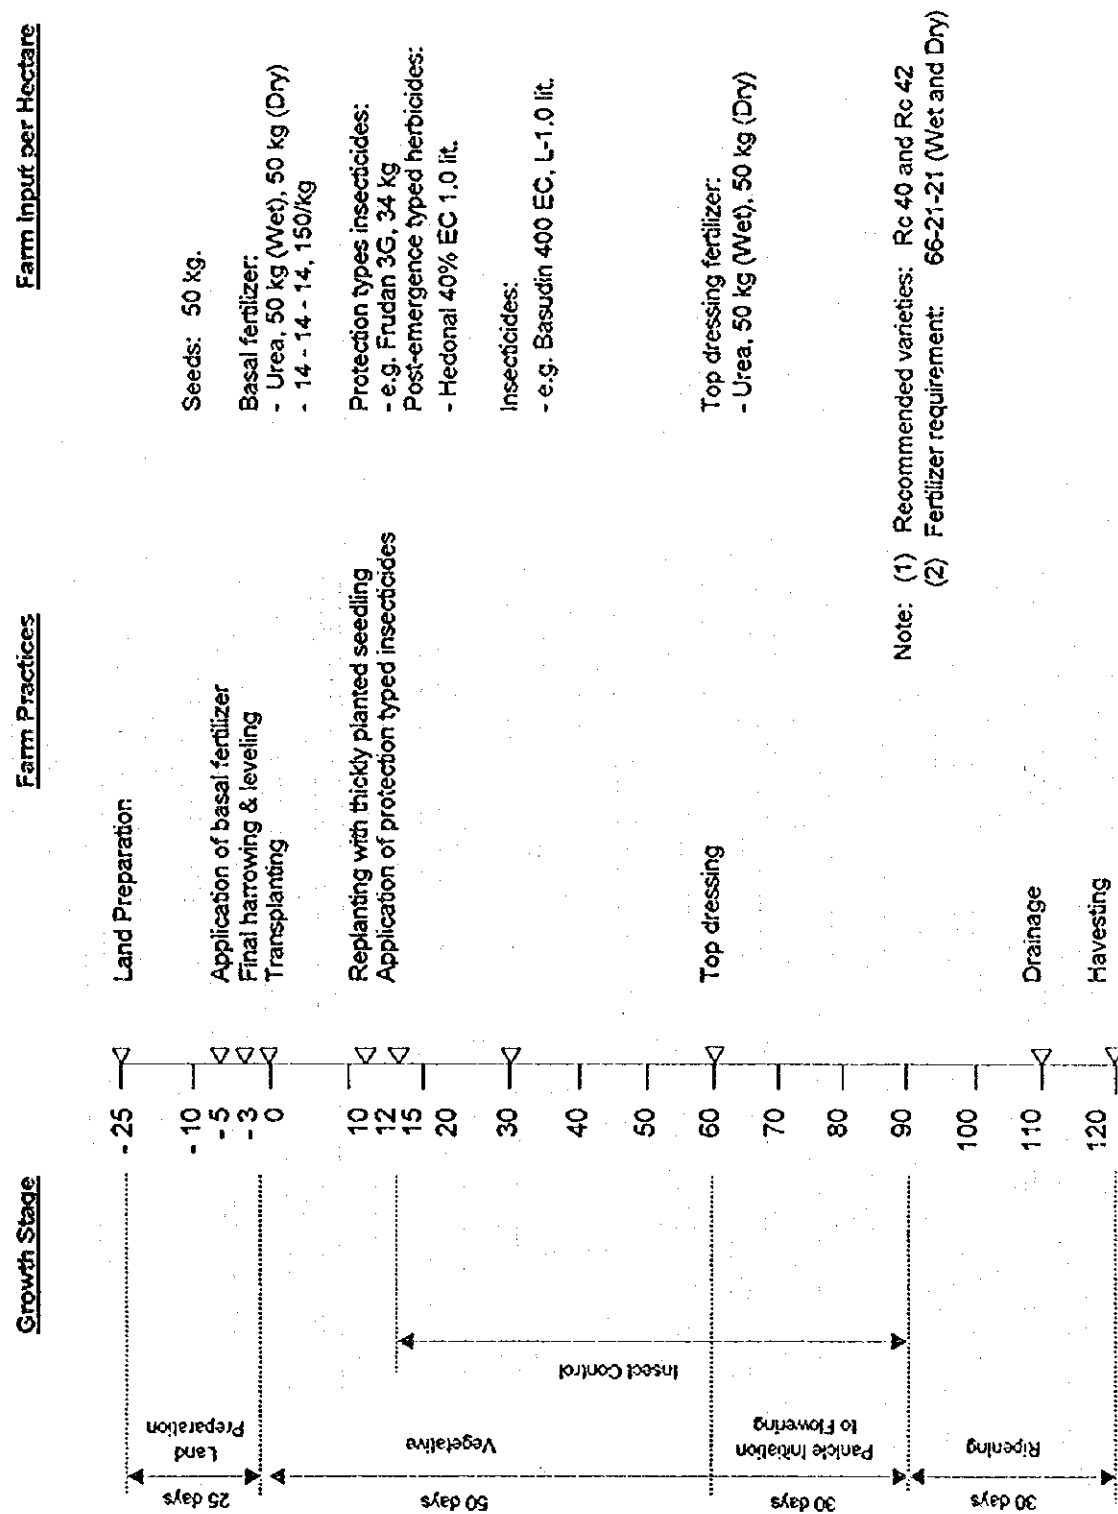 Growth Stage
Farm Practices
Farm Input per Hectare
25 days
Land
Preparation
50 days
Vegetative
30 days
Panicle Initiation
to Flowering
30 days
Ripening
Insect Control
- 25
- 10
- 5
- 3
0
10
12
15
20
30
40
50
60
70
80
90
100
110
120
Land Preparation
Application of basal fertilizer
Final harrowing & leveling
Transplanting
Replanting with thickly planted seedling
Application of protection typed insecticides
Top dressing
Drainage
Havesting
Seeds: 50 kg.
Basal fertilizer:
- Urea, 50 kg (Wet), 50 kg (Dry)
- 14 - 14 - 14, 150/kg
Protection types insecticides:
- e.g. Frudan 3G, 34 kg
Post-emergence typed herbicides:
- Hedonal 40% EC 1.0 lit.
Insecticides:
- e.g. Basudin 400 EC, L-1.0 lit.
Top dressing fertilizer:
- Urea, 50 kg (Wet), 50 kg (Dry)
Note: (1) Recommended varieties: Rc 40 and Rc 42
(2) Fertilizer requirement: 66-21-21 (Wet and Dry)